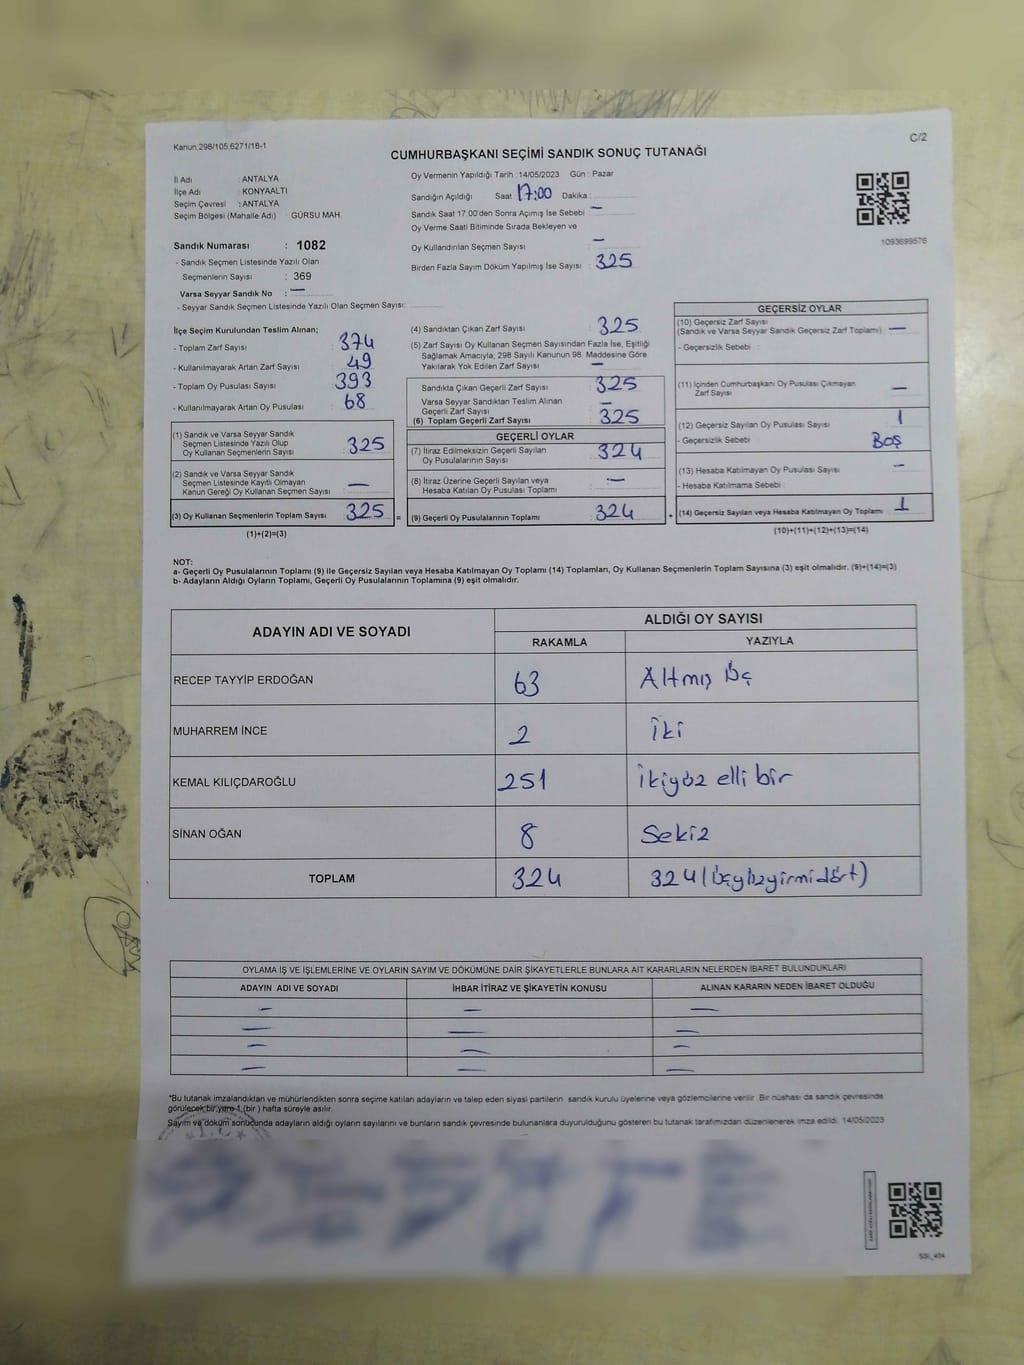 Kanun:298/105,6271/18-1
C/2
CUMHURBAŞKANI SEÇİMİ SANDIK SONUÇ TUTANAĞI
İl Adı : ANTALYA
İlçe Adı : KONYAALTI
Seçim Çevresi : ANTALYA
Seçim Bölgesi (Mahalle Adı) GÜRSU MAH.
Sandık Numarası : 1082
- Sandık Seçmen Listesinde Yazılı Olan
Seçmenlerin Sayısı : 369
Varsa Seyyar Sandık No : —
- Seyyar Sandık Seçmen Listesinde Yazılı Olan Seçmen Sayısı:
Oy Vermenin Yapıldığı Tarih : 14/05/2023 Gün : Pazar
Sandığın Açıldığı Saat 17:00 Dakika :
Sandık Saat 17:00'den Sonra Açımış İse Sebebi —
Oy Verme Saati Bitiminde Sırada Bekleyen ve
Oy Kullandırılan Seçmen Sayısı —
Birden Fazla Sayım Döküm Yapılmış İse Sayısı : 325
1093699576
İlçe Seçim Kurulundan Teslim Alınan;
- Toplam Zarf Sayısı : 374
- Kullanılmayarak Artan Zarf Sayısı : 49
- Toplam Oy Pusulası Sayısı : 393
- Kullanılmayarak Artan Oy Pusulası : 68
(1) Sandık ve Varsa Seyyar Sandık
Seçmen Listesinde Yazılı Olup
Oy Kullanan Seçmenlerin Sayısı : 325
(2) Sandık ve Varsa Seyyar Sandık
Seçmen Listesinde Kayıtlı Olmayan
Kanun Gereği Oy Kullanan Seçmen Sayısı —
(3) Oy Kullanan Seçmenlerin Toplam Sayısı : 325 =
(1)+(2)=(3)
(4) Sandıktan Çıkan Zarf Sayısı : 325
(5) Zarf Sayısı Oy Kullanan Seçmen Sayısından Fazla İse, Eşitliği
Sağlamak Amacıyla, 298 Sayılı Kanunun 98. Maddesine Göre
Yakılarak Yok Edilen Zarf Sayısı —
Sandıkta Çıkan Geçerli Zarf Sayısı : 325
Varsa Seyyar Sandıktan Teslim Alınan
Geçerli Zarf Sayısı —
(6) Toplam Geçerli Zarf Sayısı : 325
GEÇERLİ OYLAR
(7) İtiraz Edilmeksizin Geçerli Sayılan
Oy Pusulalarının Sayısı : 324
(8) İtiraz Üzerine Geçerli Sayılan veya
Hesaba Katılan Oy Pusulası Toplamı : —
(9) Geçerli Oy Pusulalarının Toplamı : 324 +
GEÇERSİZ OYLAR
(10) Geçersiz Zarf Sayısı
(Sandık ve Varsa Seyyar Sandık Geçersiz Zarf Toplamı) —
- Geçersizlik Sebebi :
(11) İçinden Cumhurbaşkanı Oy Pusulası Çıkmayan
Zarf Sayısı —
(12) Geçersiz Sayılan Oy Pusulası Sayısı 1
- Geçersizlik Sebebi : BOŞ
(13) Hesaba Katılmayan Oy Pusulası Sayısı —
- Hesaba Katılmama Sebebi :
(14) Geçersiz Sayılan veya Hesaba Katılmayan Oy Toplamı 1
(10)+(11)+(12)+(13)=(14)
NOT:
a- Geçerli Oy Pusulalarının Toplamı (9) ile Geçersiz Sayılan veya Hesaba Katılmayan Oy Toplamı (14) Toplamları, Oy Kullanan Seçmenlerin Toplam Sayısına (3) eşit olmalıdır. (9)+(14)=(3)
b- Adayların Aldığı Oyların Toplamı, Geçerli Oy Pusulalarının Toplamına (9) eşit olmalıdır.
ADAYIN ADI VE SOYADI ALDIĞI OY SAYISI
RAKAMLA YAZIYLA
RECEP TAYYİP ERDOĞAN 63 Altmış Üç
MUHARREM İNCE 2 İki
KEMAL KILIÇDAROĞLU 251 İkiyüz elli bir
SİNAN OĞAN 8 Sekiz
TOPLAM 324 324 (üçyüzyirmidört)
OYLAMA İŞ VE İŞLEMLERİNE VE OYLARIN SAYIM VE DÖKÜMÜNE DAİR ŞİKAYETLERLE BUNLARA AİT KARARLARIN NELERDEN İBARET BULUNDUKLARI
ADAYIN ADI VE SOYADI İHBAR İTİRAZ VE ŞİKAYETİN KONUSU ALINAN KARARIN NEDEN İBARET OLDUĞU
— — —
— — —
— — —
— — —
*Bu tutanak imzalandıktan ve mühürlendikten sonra seçime katılan adayların ve talep eden siyasi partilerin sandık kurulu üyelerine veya gözlemcilerine verilir. Bir nüshası da sandık çevresinde
görülecek bir yere 1 (bir ) hafta süreyle asılır.
Sayım ve döküm sonucunda adayların aldığı oyların sayılarını ve bunların sandık çevresinde bulunanlara duyurulduğunu gösteren bu tutanak tarafımızdan düzenlenerek imza edildi. 14/05/2023